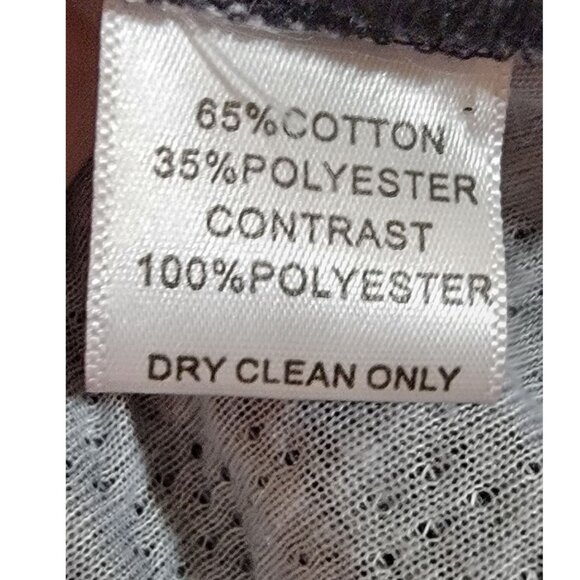 65%COTTON
35%POLYESTER
CONTRAST
100%POLYESTER
DRY CLEAN ONLY